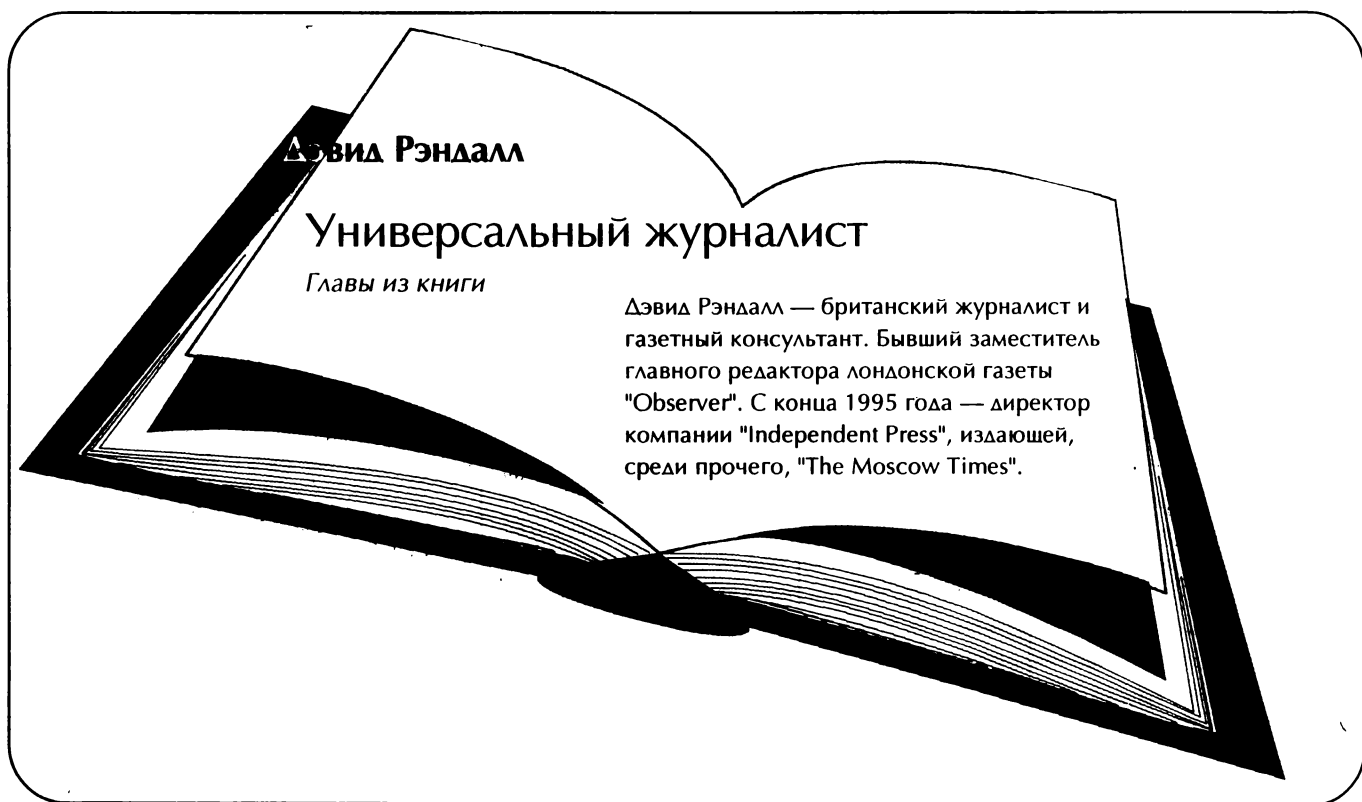 Дэвид Рэндалл
Универсальный журналист
Главы из книги
Дэвид Рэндалл — британский журналист и
газетный консультант. Бывший заместитель
главного редактора лондонской газеты
"Observer". С конца 1995 года — директор
компании "Independent Press", издающей,
среди прочего, "The Moscow Times".